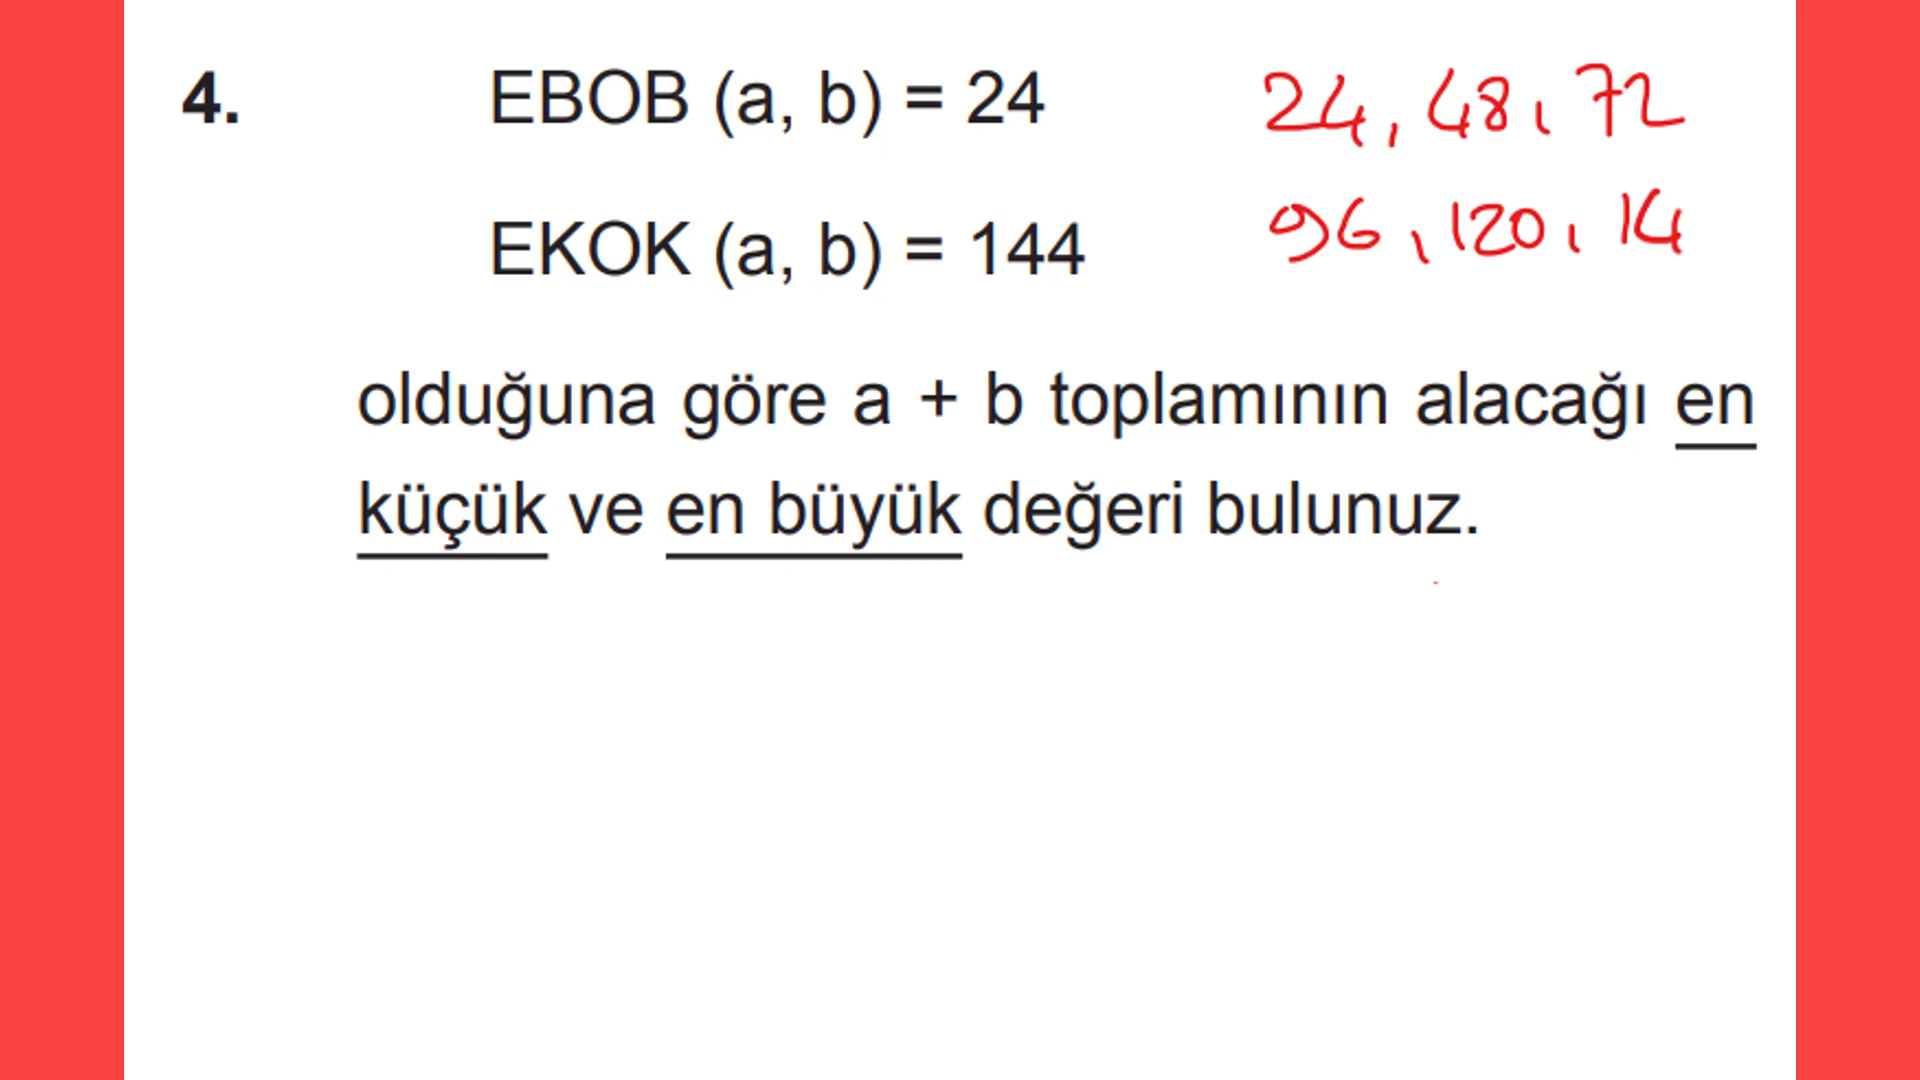 4. EBOB (a, b) = 24 24, 48, 72
EKOK (a, b) = 144 96, 120, 14
olduğuna göre a + b toplamının alacağı en
küçük ve en büyük değeri bulunuz.